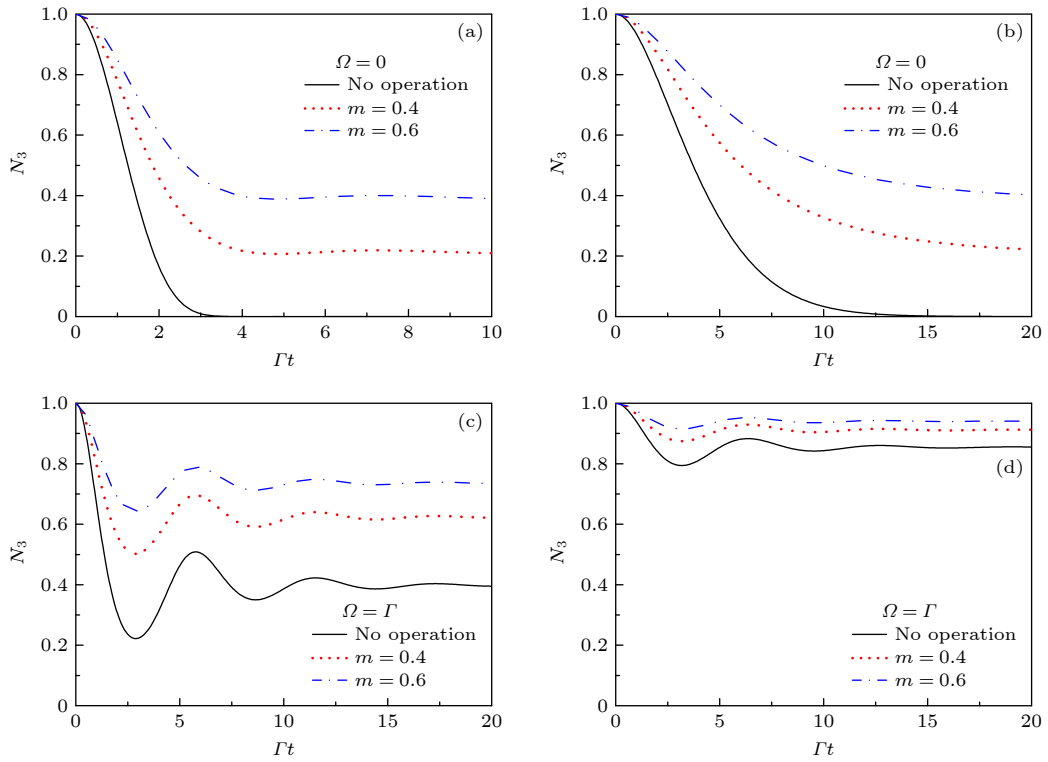 1.0
0.8
0.6
0.4
0.2
0
N3
(a)
Ω = 0
No operation
m = 0.4
m = 0.6
0 2 4 6 8 10
Γt
1.0
0.8
0.6
0.4
0.2
0
N3
(b)
Ω = 0
No operation
m = 0.4
m = 0.6
0 5 10 15 20
Γt
1.0
0.8
0.6
0.4
0.2
0
N3
(c)
Ω = Γ
No operation
m = 0.4
m = 0.6
0 5 10 15 20
Γt
1.0
0.8
0.6
0.4
0.2
0
N3
(d)
Ω = Γ
No operation
m = 0.4
m = 0.6
0 5 10 15 20
Γt